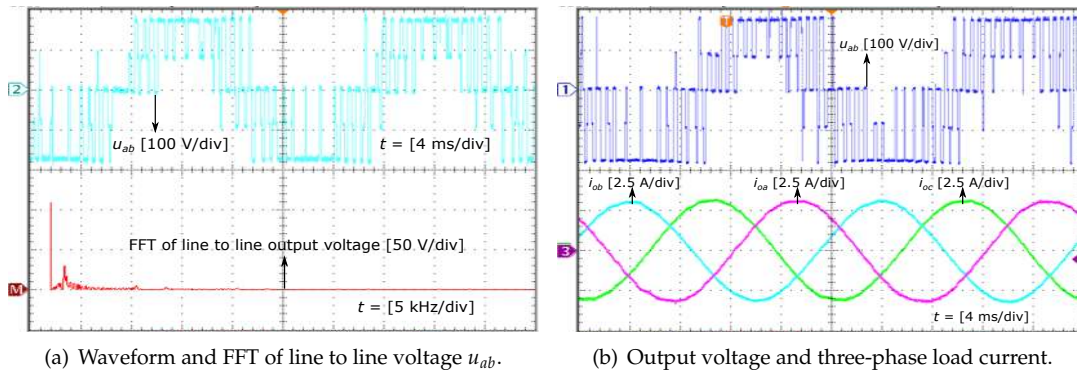 2
u_ab [100 V/div]
t = [4 ms/div]
FFT of line to line output voltage [50 V/div]
M
t = [5 kHz/div]
(a) Waveform and FFT of line to line voltage u_ab.
T
u_ab [100 V/div]
1
i_ob [2.5 A/div]
i_oa [2.5 A/div]
i_oc [2.5 A/div]
3
t = [4 ms/div]
(b) Output voltage and three-phase load current.